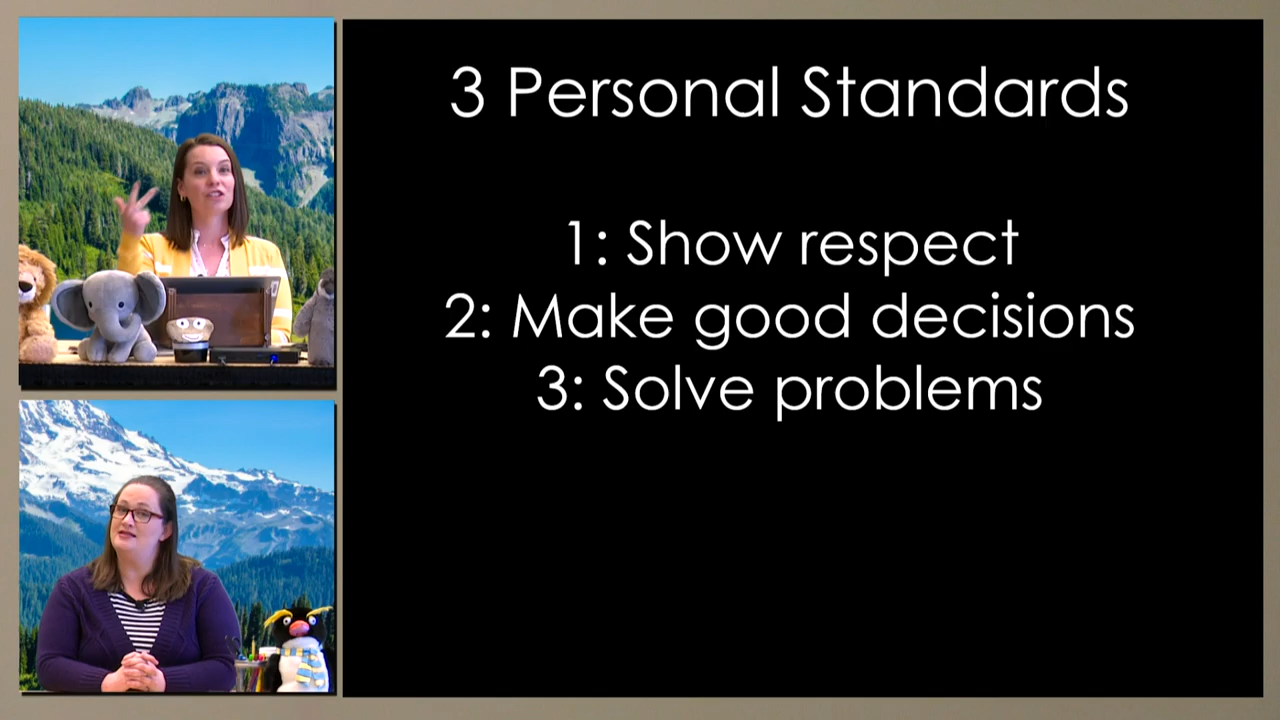 3 Personal Standards
1: Show respect
2: Make good decisions
3: Solve problems